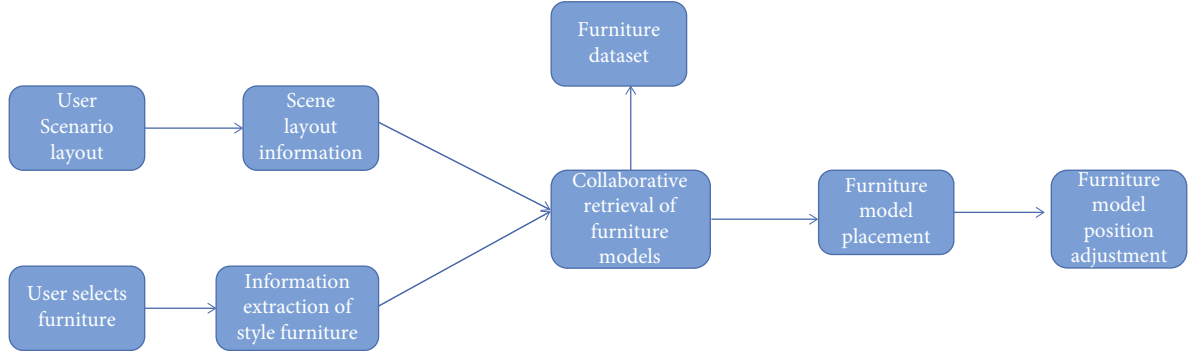 Furniture
dataset
User
Scenario
layout
Scene
layout
information
Collaborative
retrieval of
furniture
models
Furniture
model
placement
Furniture
model
position
adjustment
User selects
furniture
Information
extraction of
style furniture